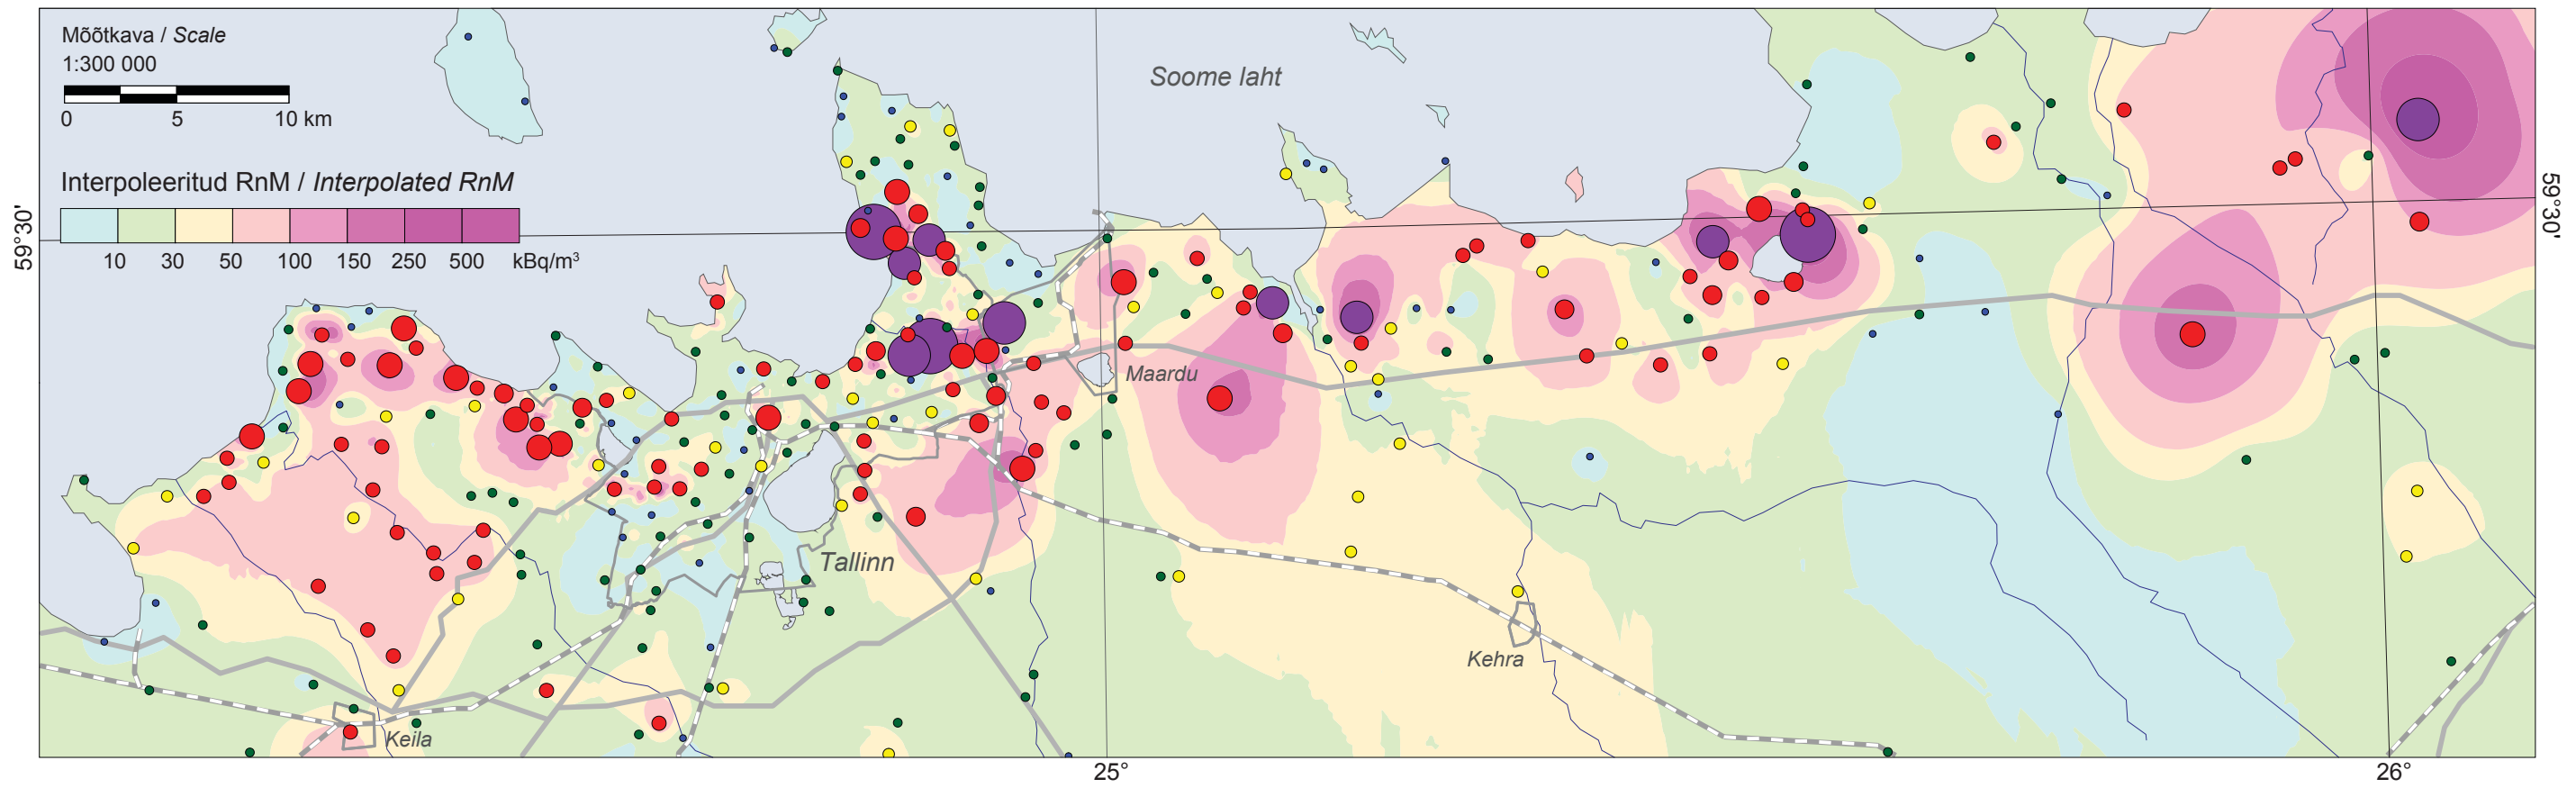 Mõõtkava / Scale
1:300 000
0 5 10 km
Interpoleeritud RnM / Interpolated RnM
10 30 50 100 150 250 500 kBq/m³
Soome laht
59°30'
59°30'
Maardu
Tallinn
Kehra
Keila
25°
26°